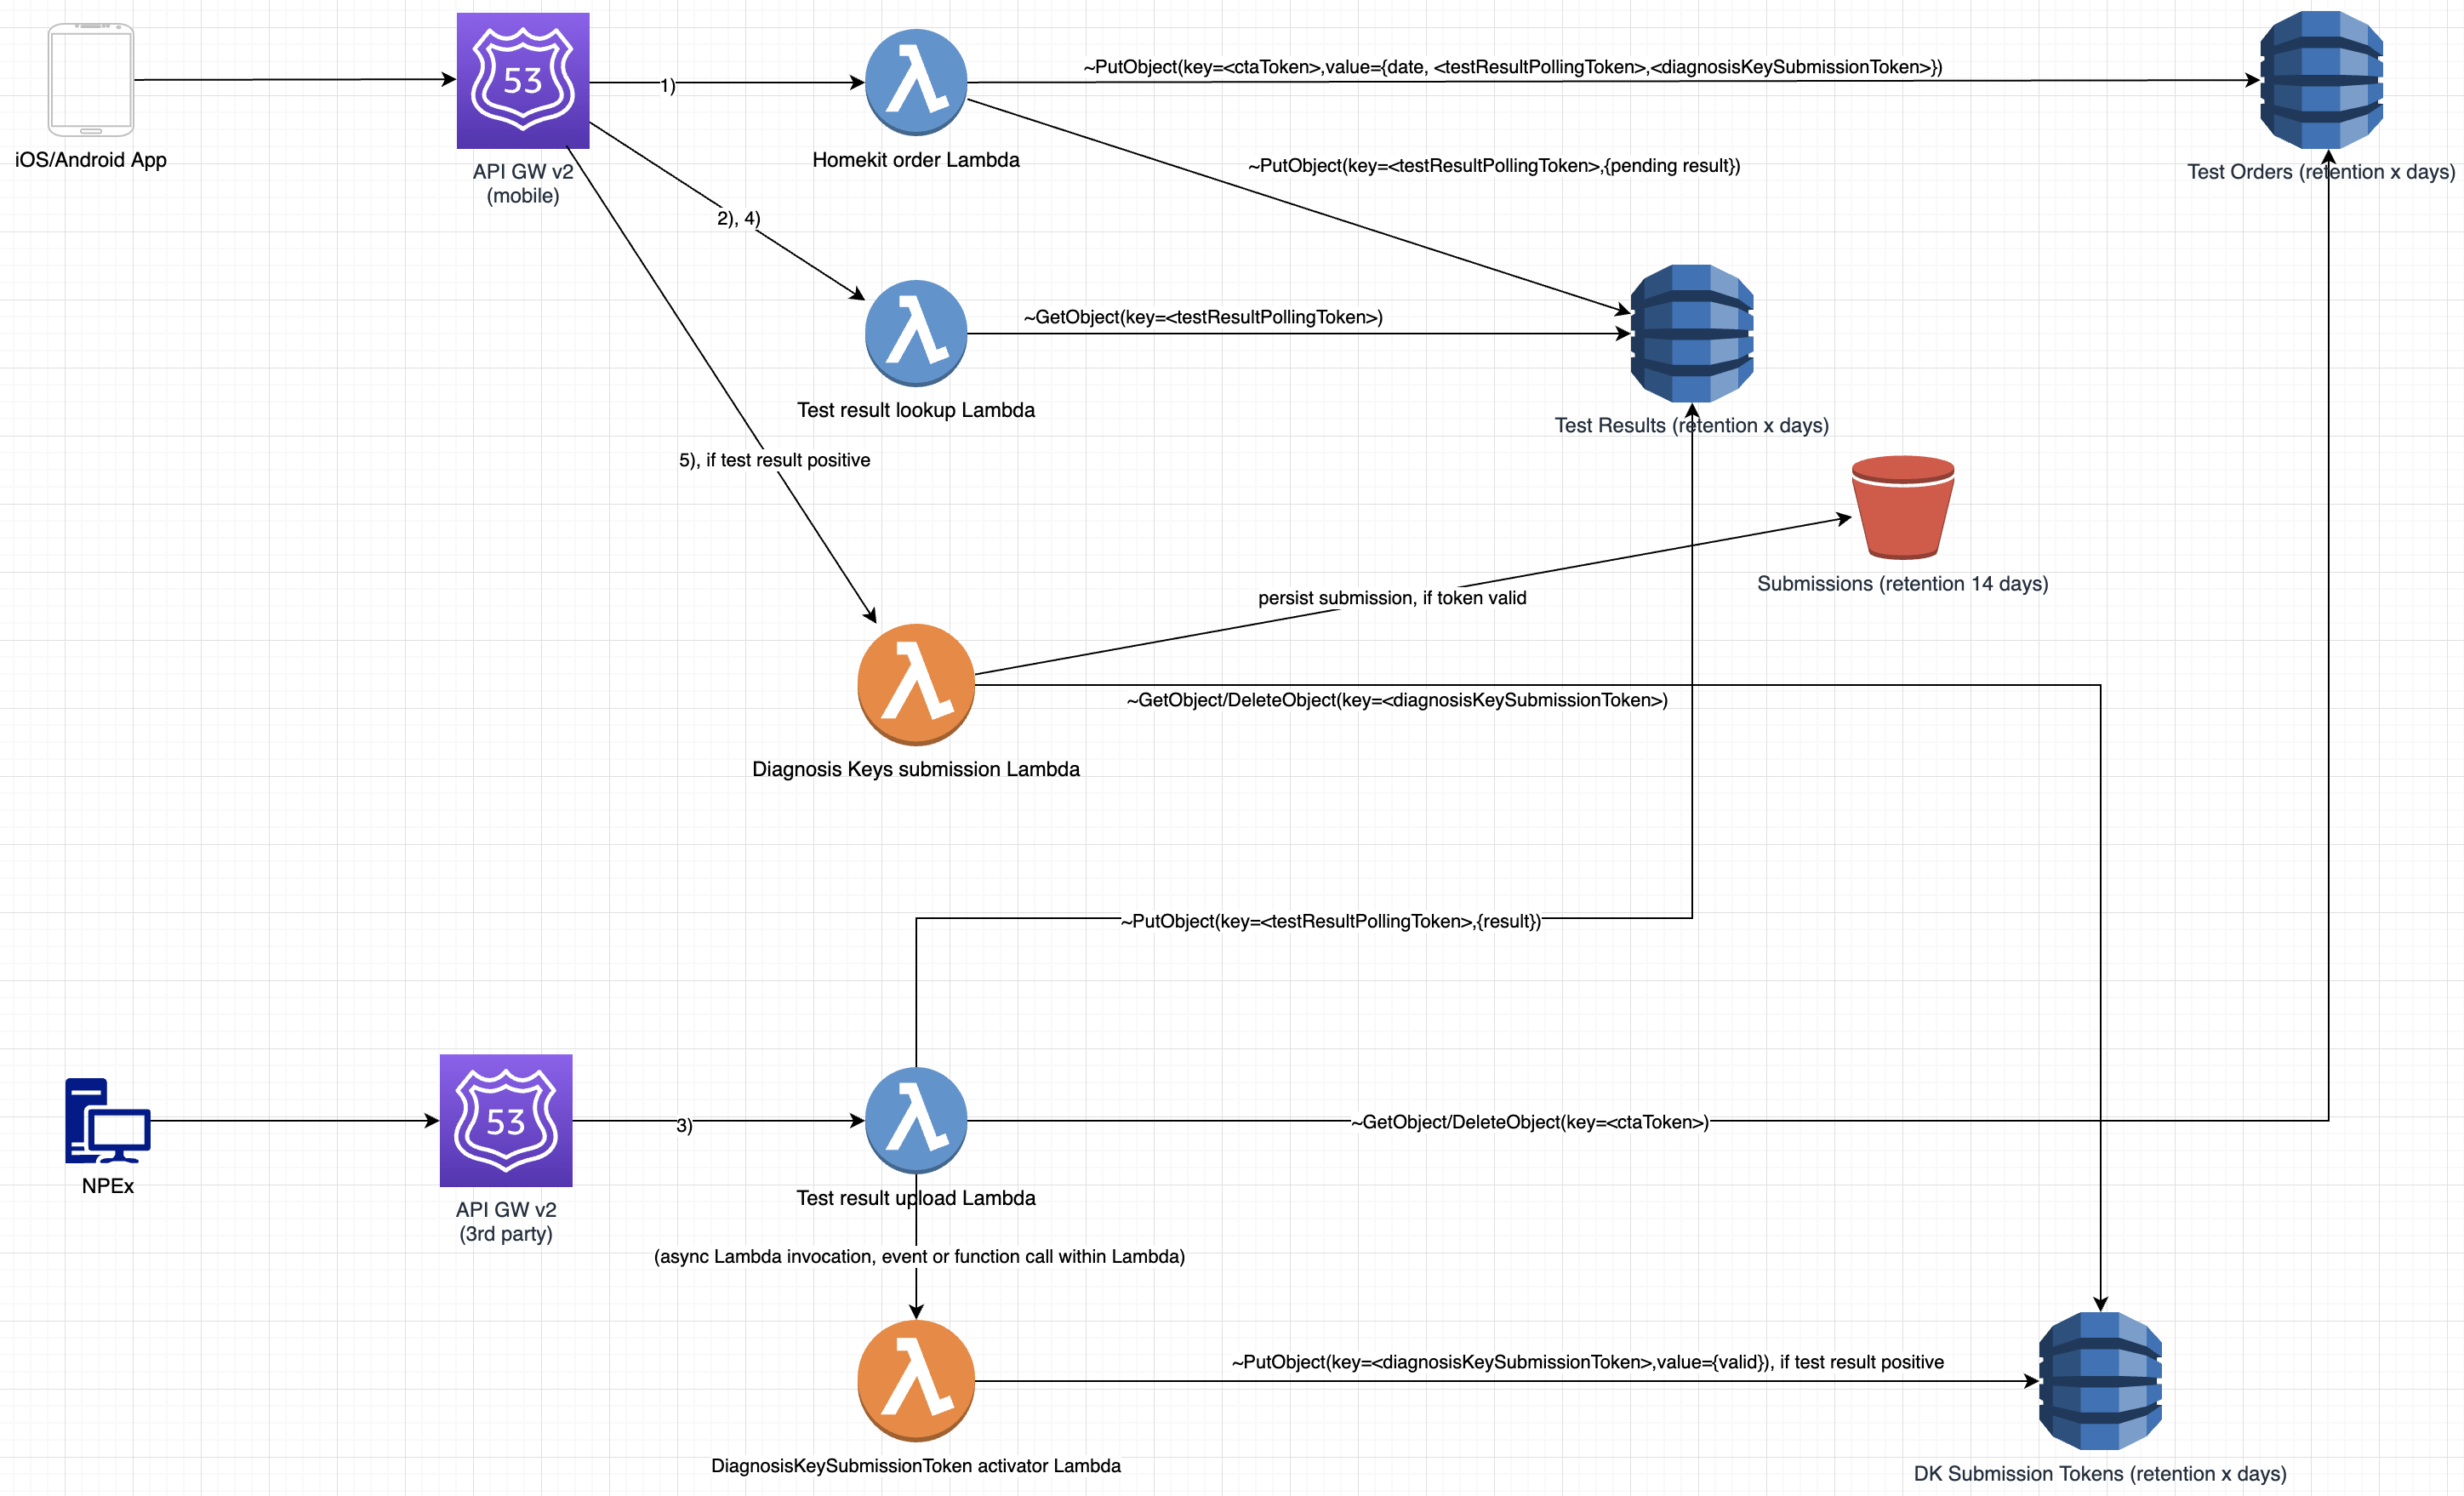 53
1)
~PutObject(key=<ctaToken>,value={date, <testResultPollingToken>,<diagnosisKeySubmissionToken>})
iOS/Android App
API GW v2
(mobile)
Homekit order Lambda
~PutObject(key=<testResultPollingToken>,{pending result})
Test Orders (retention x days)
2), 4)
~GetObject(key=<testResultPollingToken>)
Test result lookup Lambda
Test Results (retention x days)
5), if test result positive
Submissions (retention 14 days)
persist submission, if token valid
~GetObject/DeleteObject(key=<diagnosisKeySubmissionToken>)
Diagnosis Keys submission Lambda
~PutObject(key=<testResultPollingToken>,{result})
53
3)
~GetObject/DeleteObject(key=<ctaToken>)
NPEx
API GW v2
(3rd party)
Test result upload Lambda
(async Lambda invocation, event or function call within Lambda)
~PutObject(key=<diagnosisKeySubmissionToken>,value={valid}), if test result positive
DiagnosisKeySubmissionToken activator Lambda
DK Submission Tokens (retention x days)